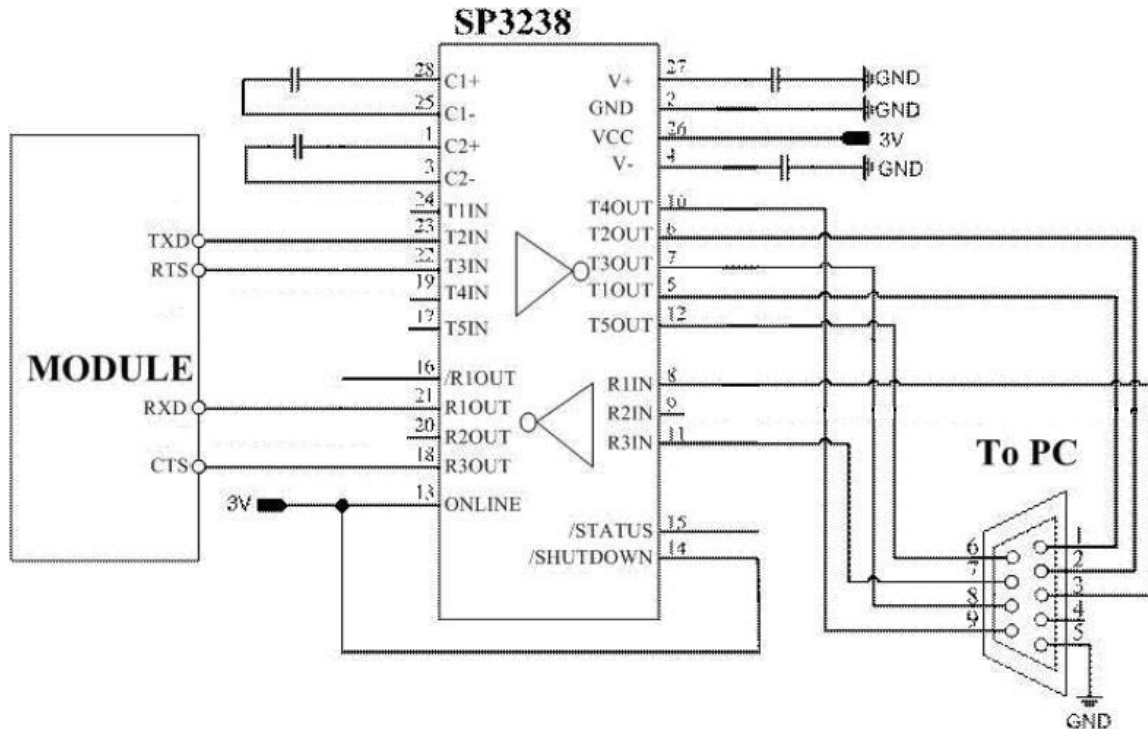 SP3238
28 C1+
25 C1-
1 C2+
3 C2-
24 T1IN
23 T2IN
22 T3IN
19 T4IN
17 T5IN
16 /R1OUT
21 R1OUT
20 R2OUT
18 R3OUT
13 ONLINE
V+ 27 GND
GND 2 GND
VCC 26 3V
V- 4 GND
T4OUT 10
T2OUT 6
T3OUT 7
T1OUT 5
T5OUT 12
R1IN 8
R2IN 9
R3IN 11
/STATUS 15
/SHUTDOWN 14
TXD
RTS
MODULE
RXD
CTS
3V
To PC
6 1
7 2
8 3
9 4
5
GND